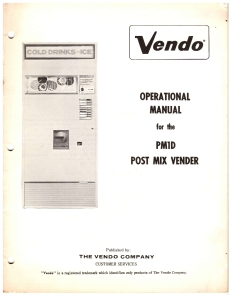 COLD DRINKS-ICE
Vendo®
OPERATIONAL
MANUAL
for the
PM1D
POST MIX VENDER
Published by:
THE VENDO COMPANY
CUSTOMER SERVICES
"Vendo" is a registered trademark which identifies only products of The Vendo Company.